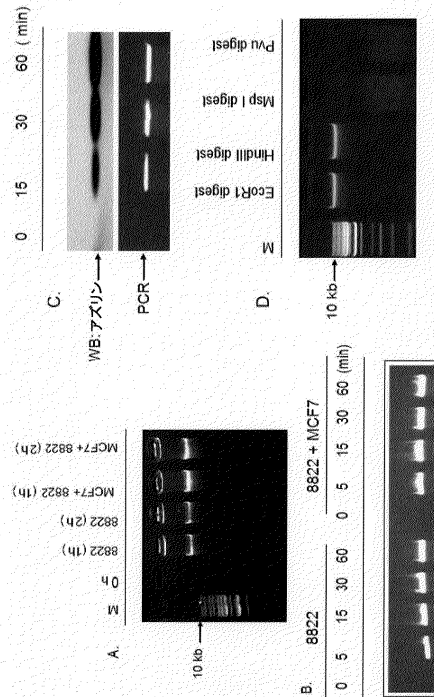 A.
M
0 h
8822 (1h)
8822 (2h)
MCF7+ 8822 (1h)
MCF7+ 8822 (2h)
10 kb
B.
8822
8822 + MCF7
0 5 15 30 60 0 5 15 30 60 (min)
C.
0 15 30 60 (min)
WB:アズリン
PCR
D.
M
EcoR1 digest
HindIII digest
Msp I digest
Pvu digest
10 kb